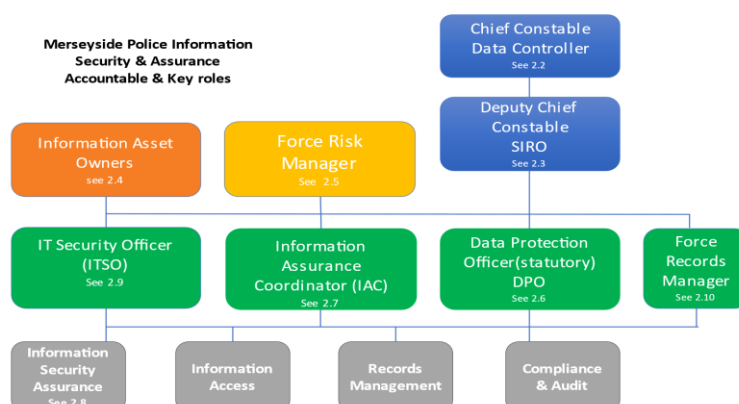 Merseyside Police Information
Security & Assurance
Accountable & Key roles
Chief Constable
Data Controller
See 2.2
Deputy Chief
Constable
SIRO
See 2.3
Information Asset
Owners
see 2.4
Force Risk
Manager
see 2.5
IT Security Officer
(ITSO)
See 2.9
Information
Assurance
Coordinator (IAC)
See 2.7
Data Protection
Officer(statutory)
DPO
See 2.6
Force
Records
Manager
See 2.10
Information
Security
Assurance
See 2.8
Information
Access
Records
Management
Compliance
& Audit